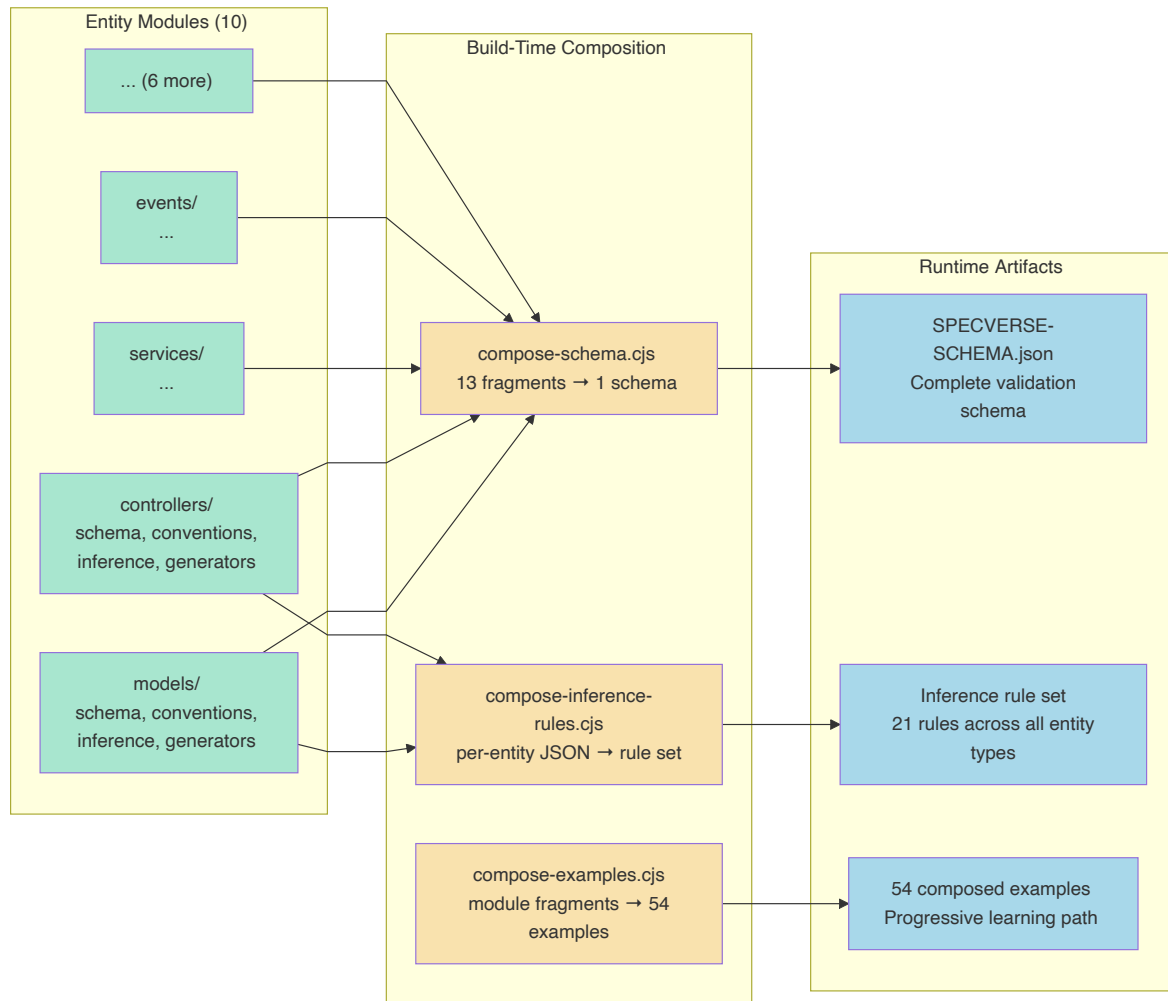 Entity Modules (10)
... (6 more)
events/
...
services/
...
controllers/
schema, conventions,
inference, generators
models/
schema, conventions,
inference, generators
Build-Time Composition
compose-schema.cjs
13 fragments → 1 schema
compose-inference-
rules.cjs
per-entity JSON → rule set
compose-examples.cjs
module fragments → 54
examples
Runtime Artifacts
SPECVERSE-
SCHEMA.json
Complete validation
schema
Inference rule set
21 rules across all entity
types
54 composed examples
Progressive learning path